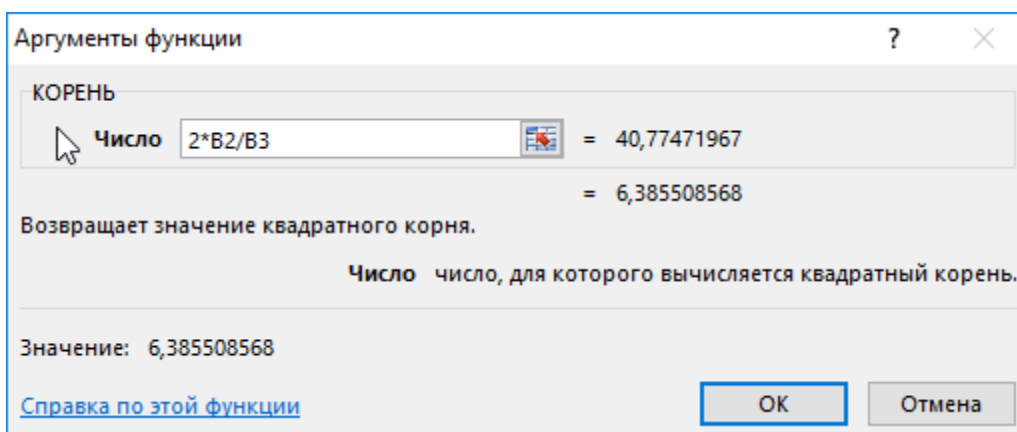 Аргументы функции ?
КОРЕНЬ
Число 2*B2/B3 = 40,77471967
= 6,385508568
Возвращает значение квадратного корня.
Число число, для которого вычисляется квадратный корень.
Значение: 6,385508568
Справка по этой функции ОК Отмена